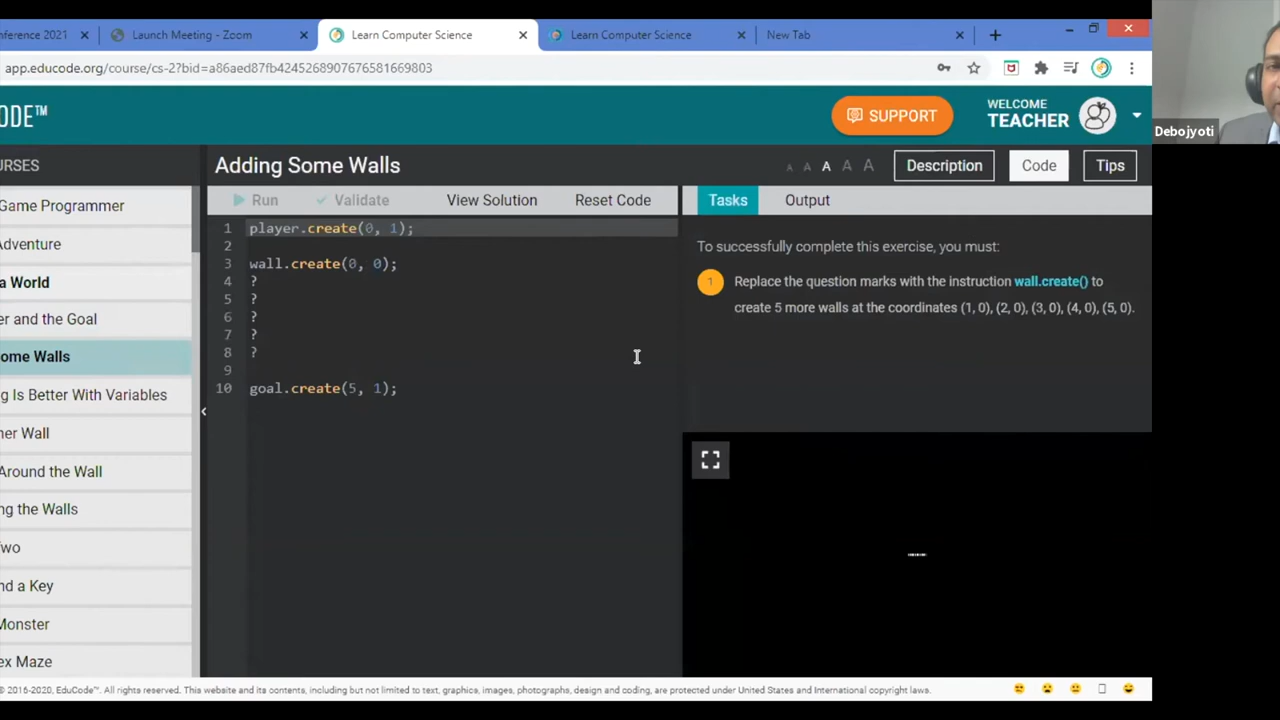 nference 2021
Launch Meeting - Zoom
Learn Computer Science
Learn Computer Science
New Tab
app.educode.org/course/cs-2?bid=a86aed87fb4245268907676581669803
ODE™
SUPPORT
WELCOME
TEACHER
Debojyoti
URSES
Adding Some Walls
A A A A A
Description
Code
Tips
Game Programmer
Adventure
a World
er and the Goal
ome Walls
g Is Better With Variables
her Wall
Around the Wall
ng the Walls
Two
nd a Key
Monster
ex Maze
Run
Validate
View Solution
Reset Code
1 player.create(0, 1);
2
3 wall.create(0, 0);
4 ?
5 ?
6 ?
7 ?
8 ?
9
10 goal.create(5, 1);
Tasks
Output
To successfully complete this exercise, you must:
1 Replace the question marks with the instruction wall.create() to
create 5 more walls at the coordinates (1, 0), (2, 0), (3, 0), (4, 0), (5, 0).
© 2016-2020, EduCode™. All rights reserved. This website and its contents, including but not limited to text, graphics, images, photographs, design and coding, are protected under United States and International copyright laws.